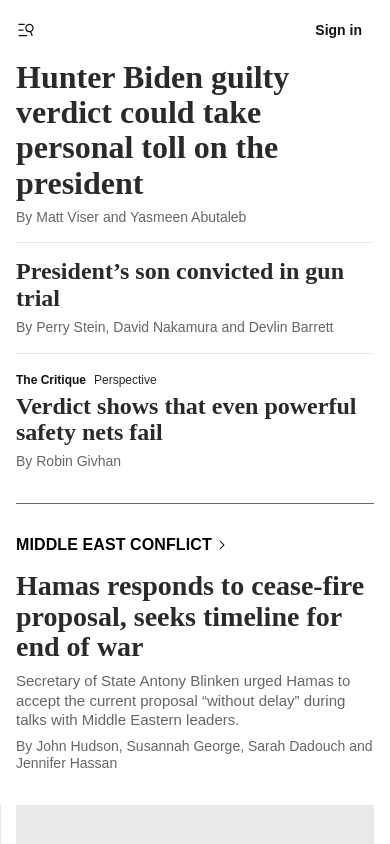 Sign in
Hunter Biden guilty
verdict could take
personal toll on the
president
By Matt Viser and Yasmeen Abutaleb
President’s son convicted in gun
trial
By Perry Stein, David Nakamura and Devlin Barrett
The Critique Perspective
Verdict shows that even powerful
safety nets fail
By Robin Givhan
MIDDLE EAST CONFLICT
Hamas responds to cease-fire
proposal, seeks timeline for
end of war
Secretary of State Antony Blinken urged Hamas to
accept the current proposal “without delay” during
talks with Middle Eastern leaders.
By John Hudson, Susannah George, Sarah Dadouch and
Jennifer Hassan